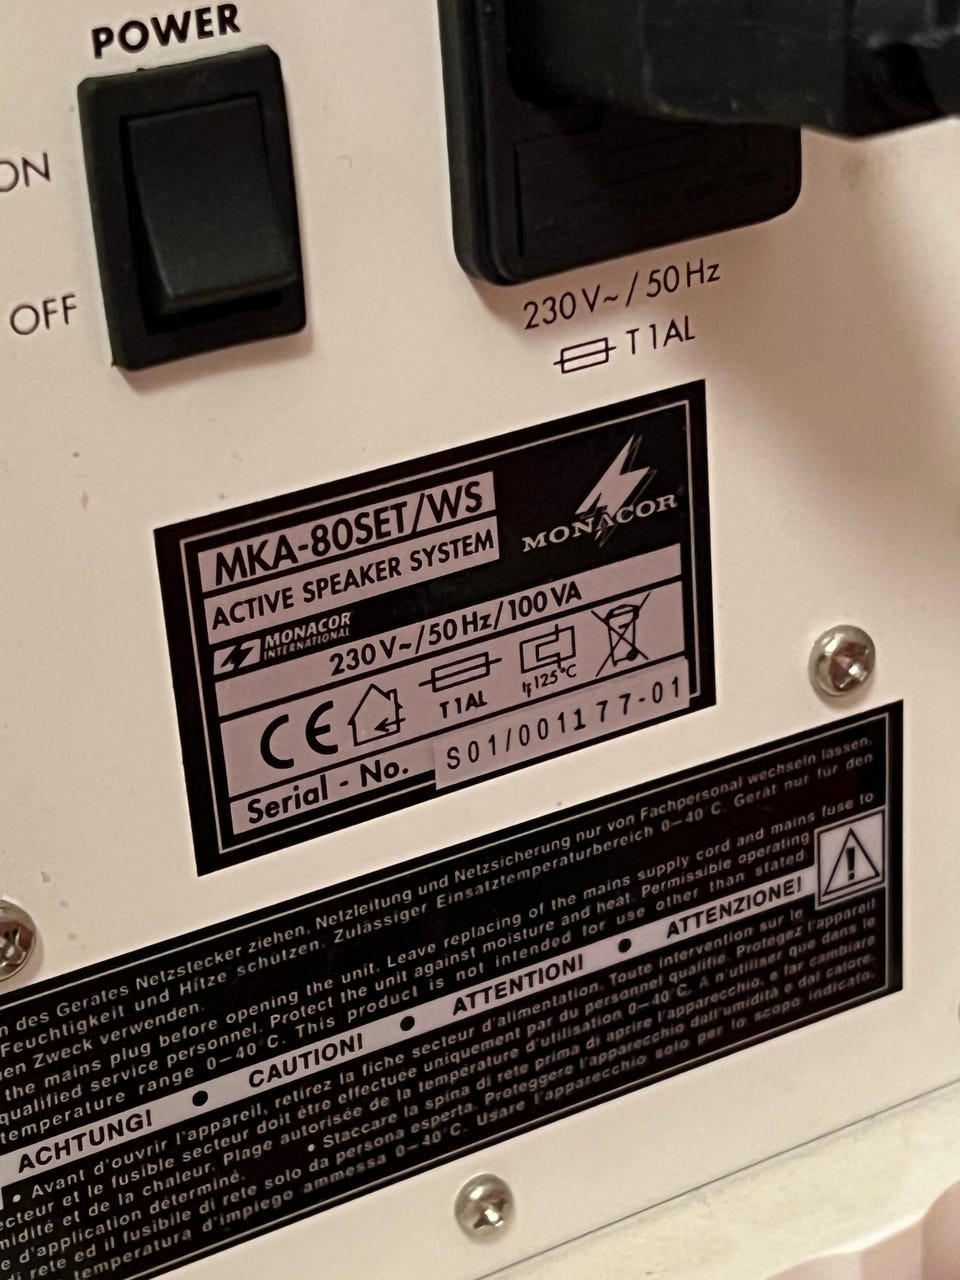 POWER
ON
OFF
230 V~ / 50 Hz
T 1AL
MKA-80SET/WS
ACTIVE SPEAKER SYSTEM
MONACOR
MONACOR
INTERNATIONAL
230 V~/50 Hz/100 VA
CE
T 1AL
125°C
Serial - No.
S01/001177-01
des Gerätes Netzstecker ziehen. Netzleitung und Netzsicherung nur von Fachpersonal wechseln lassen.
Feuchtigkeit und Hitze schützen. Zulässiger Einsatztemperaturbereich 0–40 C. Gerät nur für den
Zweck verwenden.
the mains plug before opening the unit. Leave replacing of the mains supply cord and mains fuse to
qualified service personnel. Protect the unit against moisture and heat. Permissible operating
temperature range 0–40 C. This product is not intended for use other than stated.
ACHTUNG! • CAUTION! • ATTENTION! • ATTENZIONE!
• Avant d'ouvrir l'appareil, retirez la fiche secteur d'alimentation. Toute intervention sur le
secteur et le fusible secteur doit être effectuée uniquement par du personnel qualifié. Protégez l'appareil
et de la chaleur. Plage autorisée de la température d'utilisation 0–40°C. A n'utiliser que dans le
d'application déterminé. • Staccare la spina di rete prima di aprire l'apparecchio, e far cambiare
di rete ed il fusibile di rete solo da persona esperta. Proteggere l'apparecchio dall'umidità e dal calore.
temperatura d'impiego ammessa 0–40°C. Usare l'apparecchio solo per lo scopo indicato.